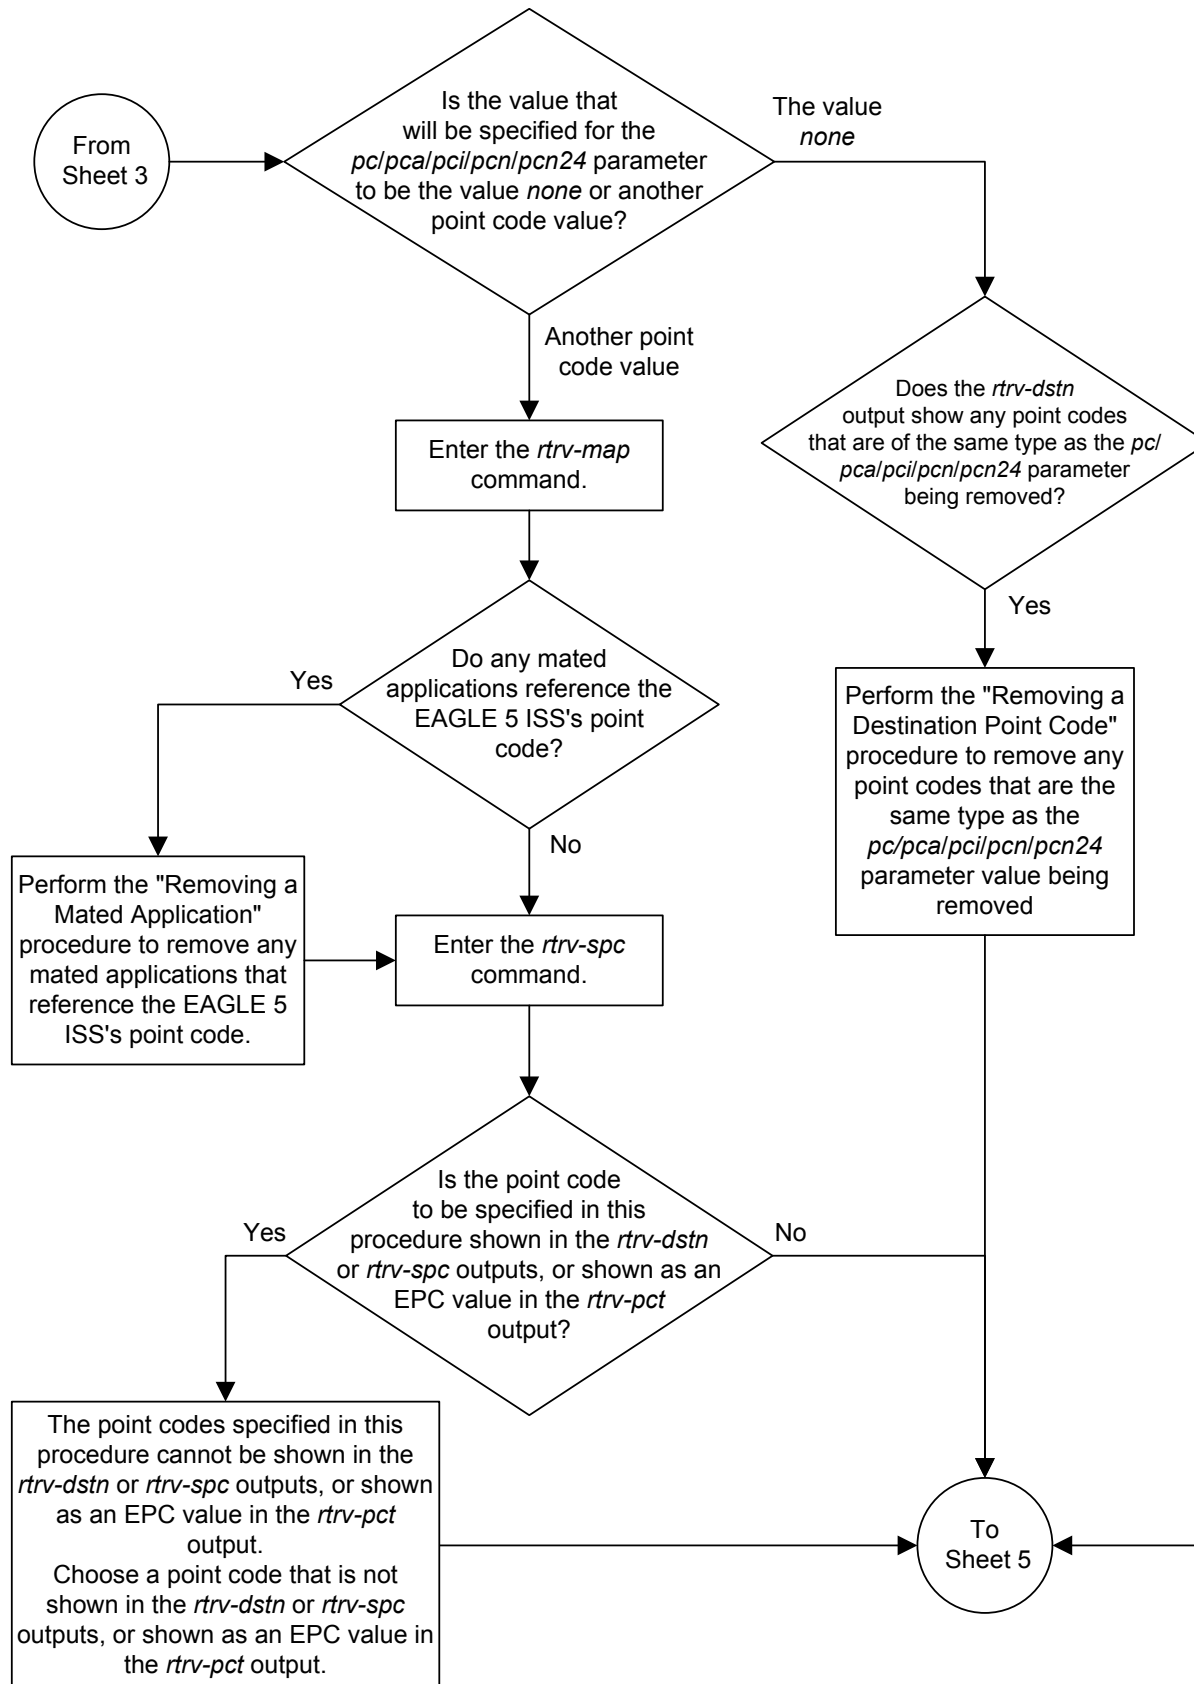 From
Sheet 3
Is the value that
will be specified for the
pc/pca/pci/pcn/pcn24 parameter
to be the value none or another
point code value?
The value
none
Another point
code value
Does the rtrv-dstn
output show any point codes
that are of the same type as the pc/
pca/pci/pcn/pcn24 parameter
being removed?
Enter the rtrv-map
command.
Yes
Do any mated
applications reference the
EAGLE 5 ISS's point
code?
Yes
No
Perform the "Removing a
Destination Point Code"
procedure to remove any
point codes that are the
same type as the
pc/pca/pci/pcn/pcn24
parameter value being
removed
Perform the "Removing a
Mated Application"
procedure to remove any
mated applications that
reference the EAGLE 5
ISS's point code.
Enter the rtrv-spc
command.
Is the point code
to be specified in this
procedure shown in the rtrv-dstn
or rtrv-spc outputs, or shown as an
EPC value in the rtrv-pct
output?
Yes
No
The point codes specified in this
procedure cannot be shown in the
rtrv-dstn or rtrv-spc outputs, or shown
as an EPC value in the rtrv-pct
output.
Choose a point code that is not
shown in the rtrv-dstn or rtrv-spc
outputs, or shown as an EPC value in
the rtrv-pct output.
To
Sheet 5